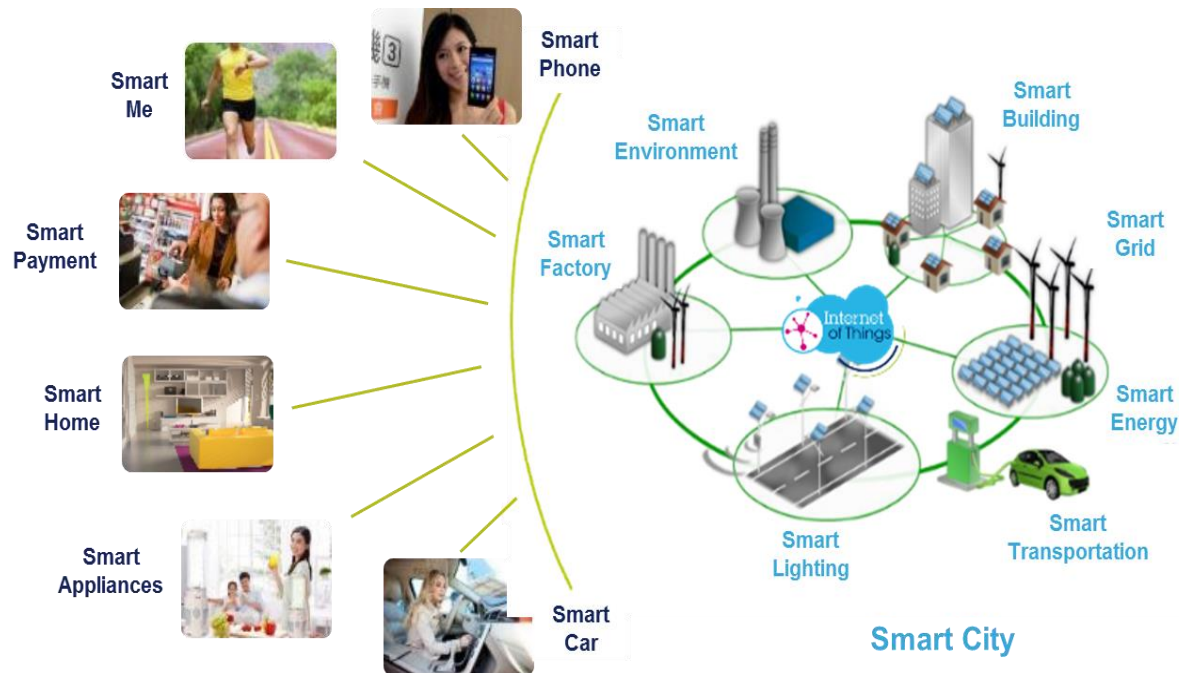 Smart
Phone
Smart
Me
Smart
Payment
Smart
Home
Smart
Appliances
Smart
Car
3
Smart
Building
Smart
Environment
Smart
Grid
Smart
Factory
Internet
of Things
Smart
Energy
Smart
Lighting
Smart
Transportation
Smart City